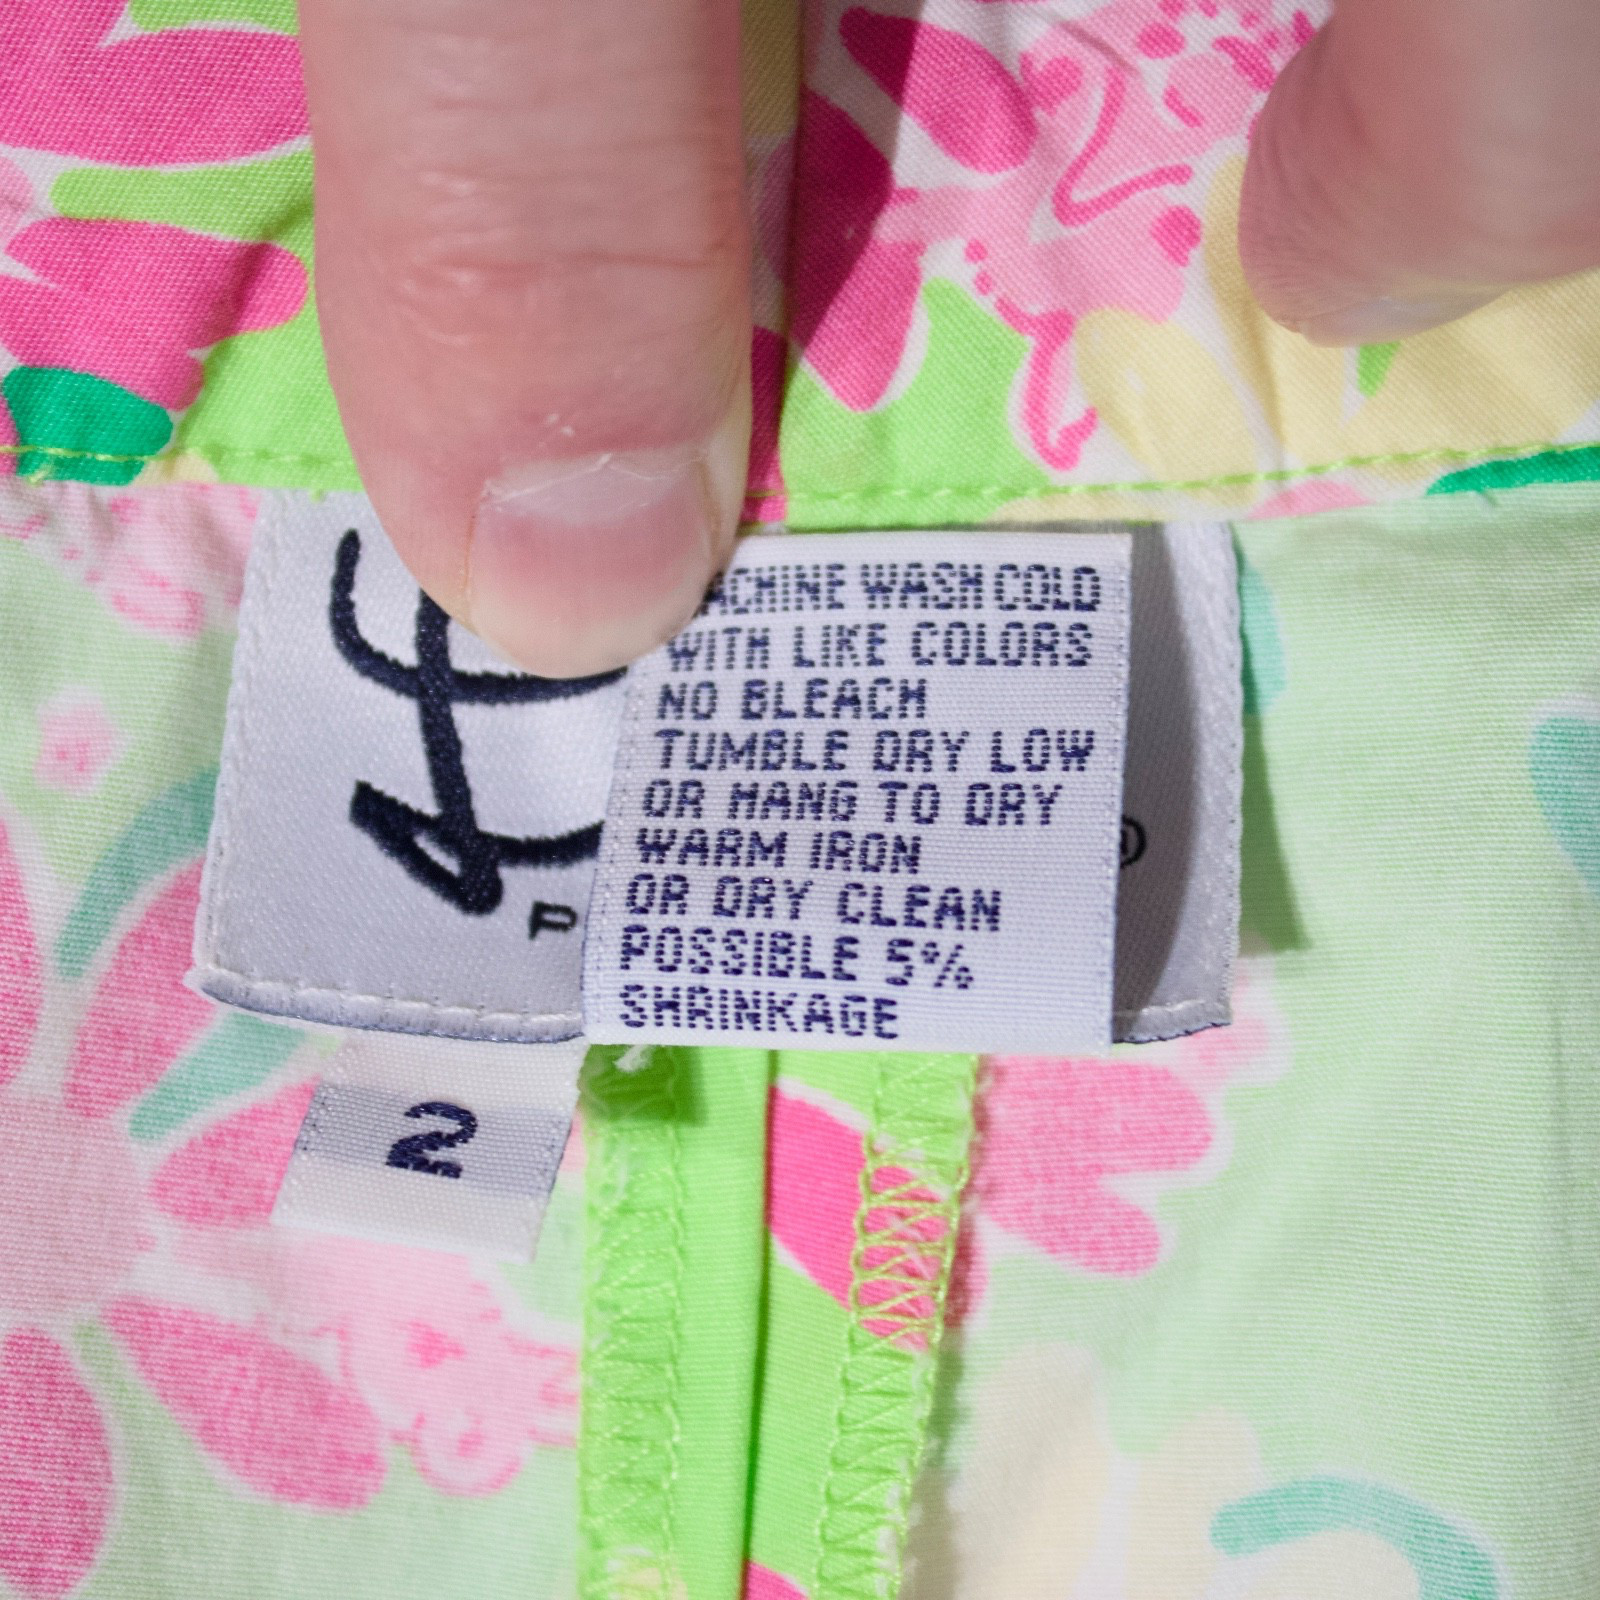 MACHINE WASH COLD
WITH LIKE COLORS
NO BLEACH
TUMBLE DRY LOW
OR HANG TO DRY
WARM IRON
OR DRY CLEAN
POSSIBLE 5%
SHRINKAGE
®
2